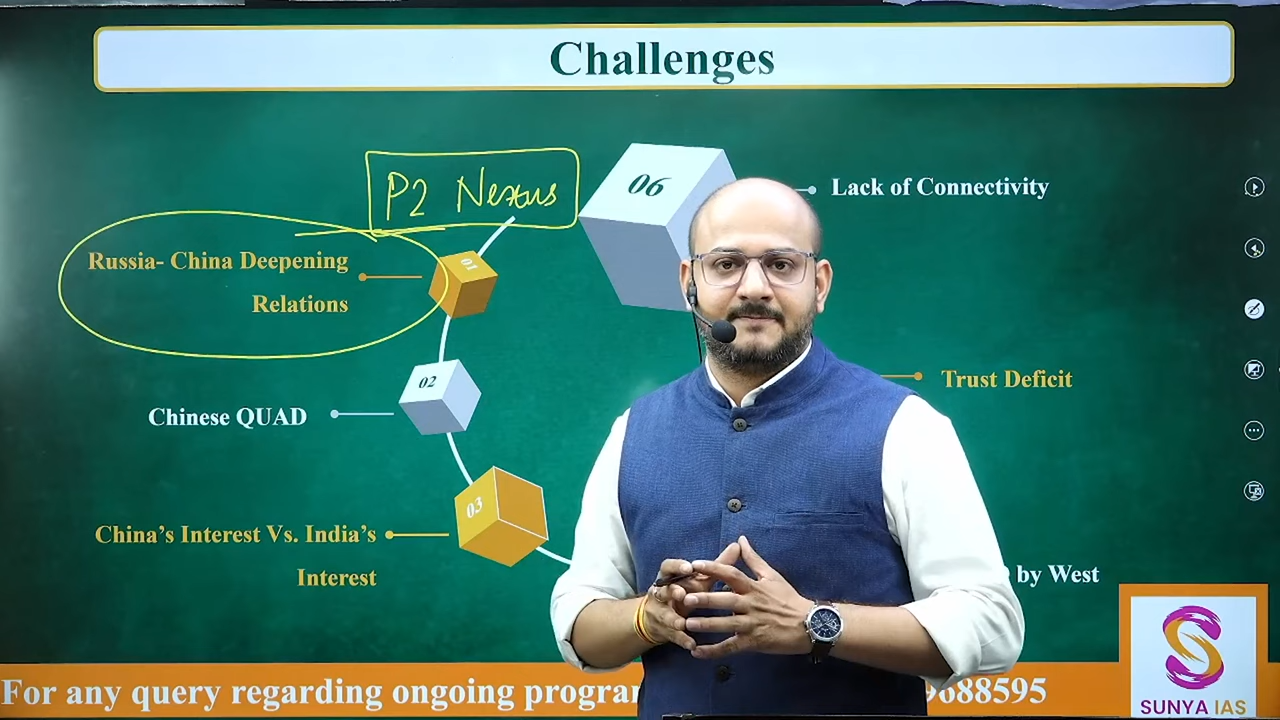 Challenges
P2 Nexus
06
Lack of Connectivity
Russia- China Deepening
Relations
01
02
Chinese QUAD
Trust Deficit
03
China’s Interest Vs. India’s
Interest
by West
For any query regarding ongoing
9688595
SUNYA IAS